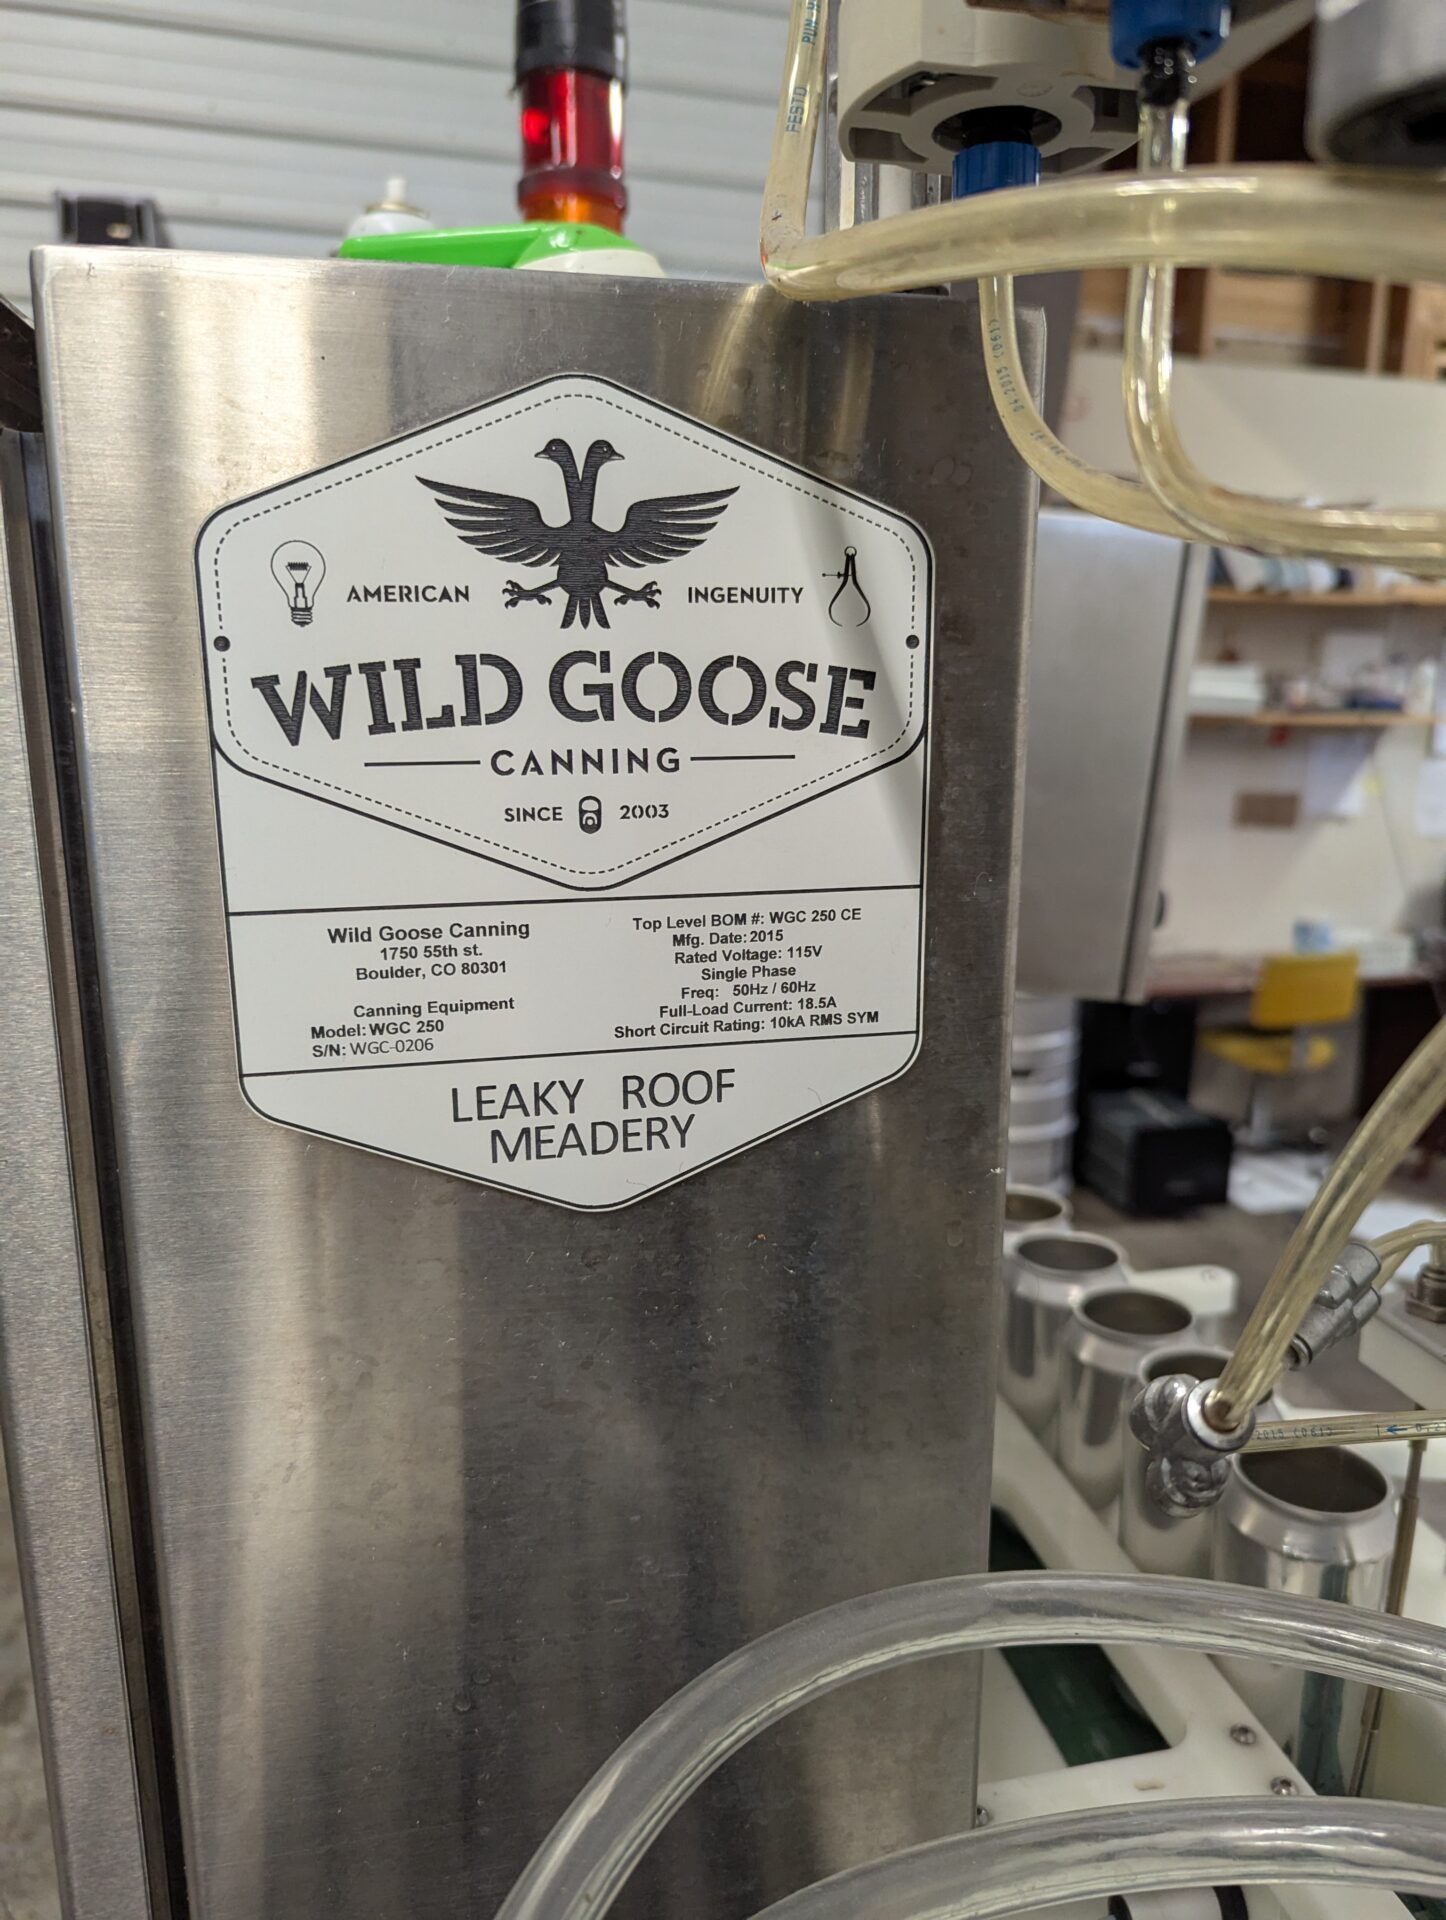 FESTO
AMERICAN INGENUITY
WILD GOOSE
CANNING
SINCE 2003
Wild Goose Canning
1750 55th st.
Boulder, CO 80301
Canning Equipment
Model: WGC 250
S/N: WGC-0206
Top Level BOM #: WGC 250 CE
Mfg. Date: 2015
Rated Voltage: 115V
Single Phase
Freq: 50Hz / 60Hz
Full-Load Current: 18.5A
Short Circuit Rating: 10kA RMS SYM
LEAKY ROOF
MEADERY